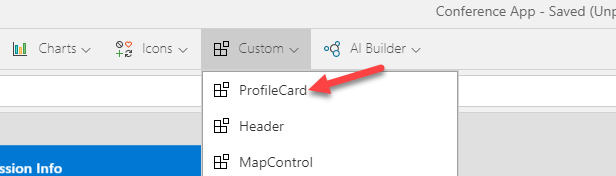 Conference App - Saved (Unp
Charts
Icons
Custom
AI Builder
ProfileCard
Header
MapControl
ssion Info